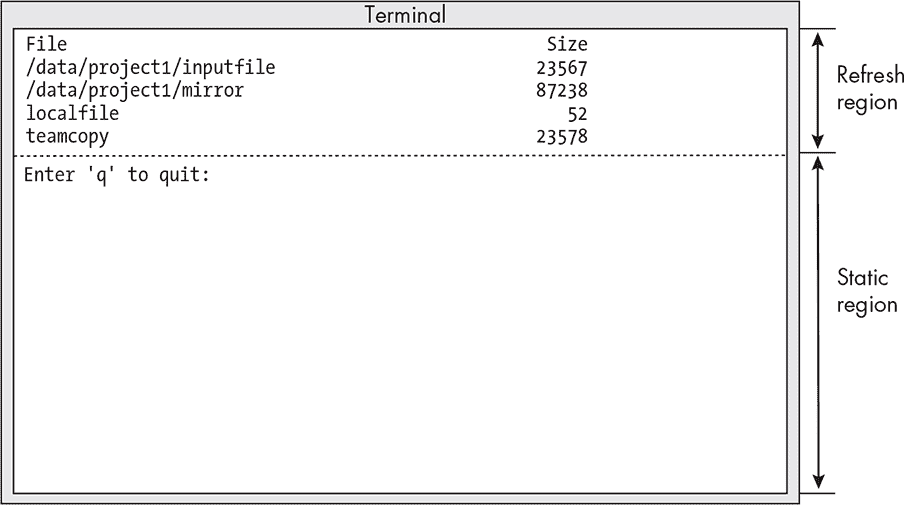 Terminal
File Size
/data/project1/inputfile 23567
/data/project1/mirror 87238
localfile 52
teamcopy 23578
Enter 'q' to quit:
Refresh
region
Static
region